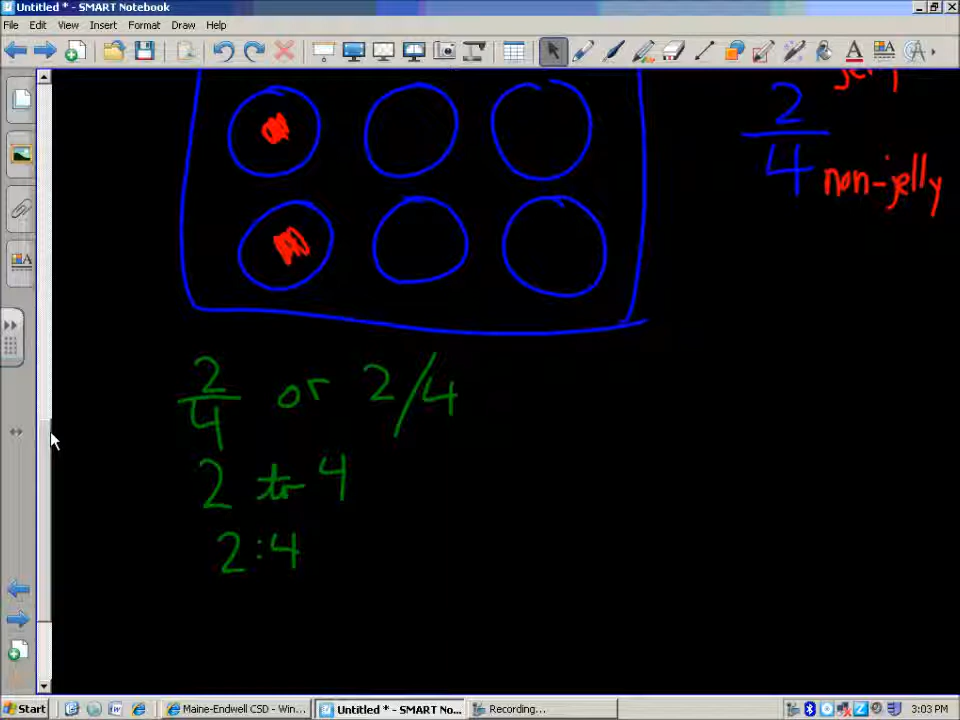 Untitled * - SMART Notebook
File Edit View Insert Format Draw Help
jelly
2
4 non-jelly
2
4 or 2/4
2 to 4
2:4
Start Maine-Endwell CSD - Win... Untitled * - SMART No... Recording... 3:03 PM